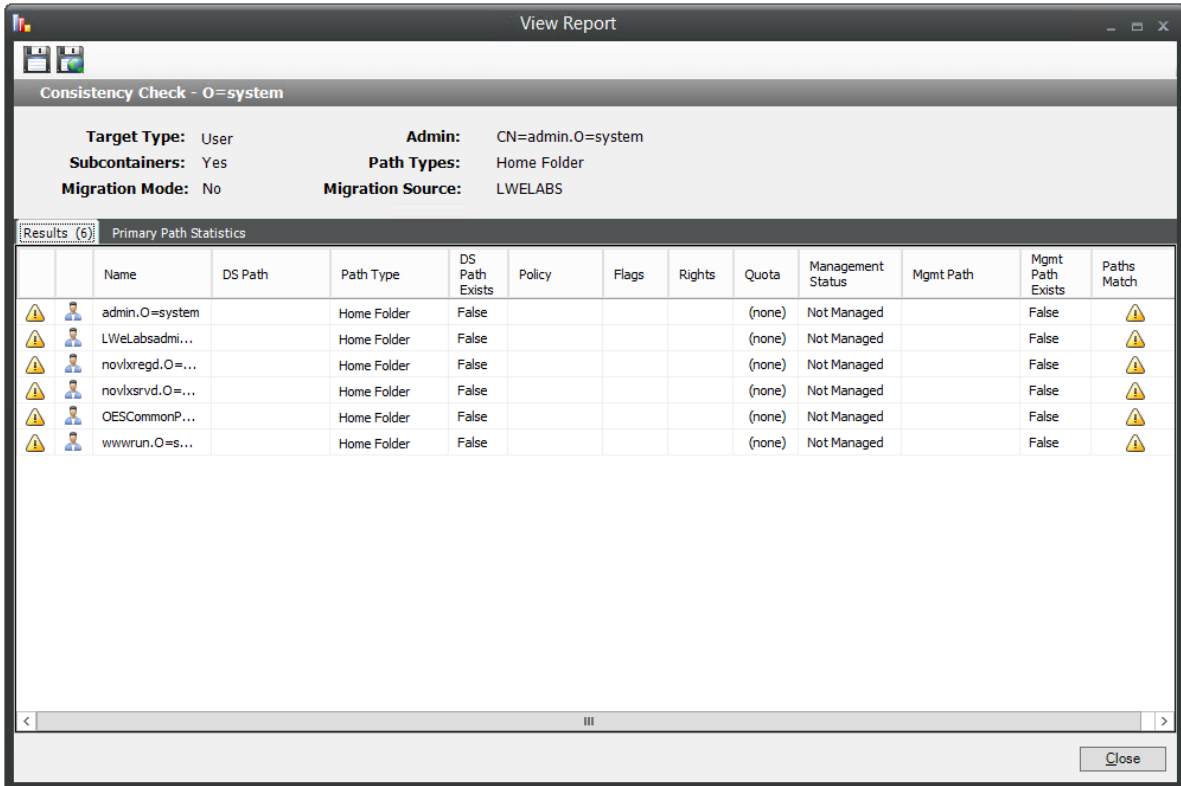 View Report
Consistency Check - O=system
Target Type: User Admin: CN=admin.O=system
Subcontainers: Yes Path Types: Home Folder
Migration Mode: No Migration Source: LWELABS
Results (6) Primary Path Statistics
Name DS Path Path Type DS Path Exists Policy Flags Rights Quota Management Status Mgmt Path Mgmt Path Exists Paths Match
admin.O=system Home Folder False (none) Not Managed False
LWeLabsadmi... Home Folder False (none) Not Managed False
novlxregd.O=... Home Folder False (none) Not Managed False
novlxsrvd.O=... Home Folder False (none) Not Managed False
OESCommonP... Home Folder False (none) Not Managed False
wwwrun.O=s... Home Folder False (none) Not Managed False
Close